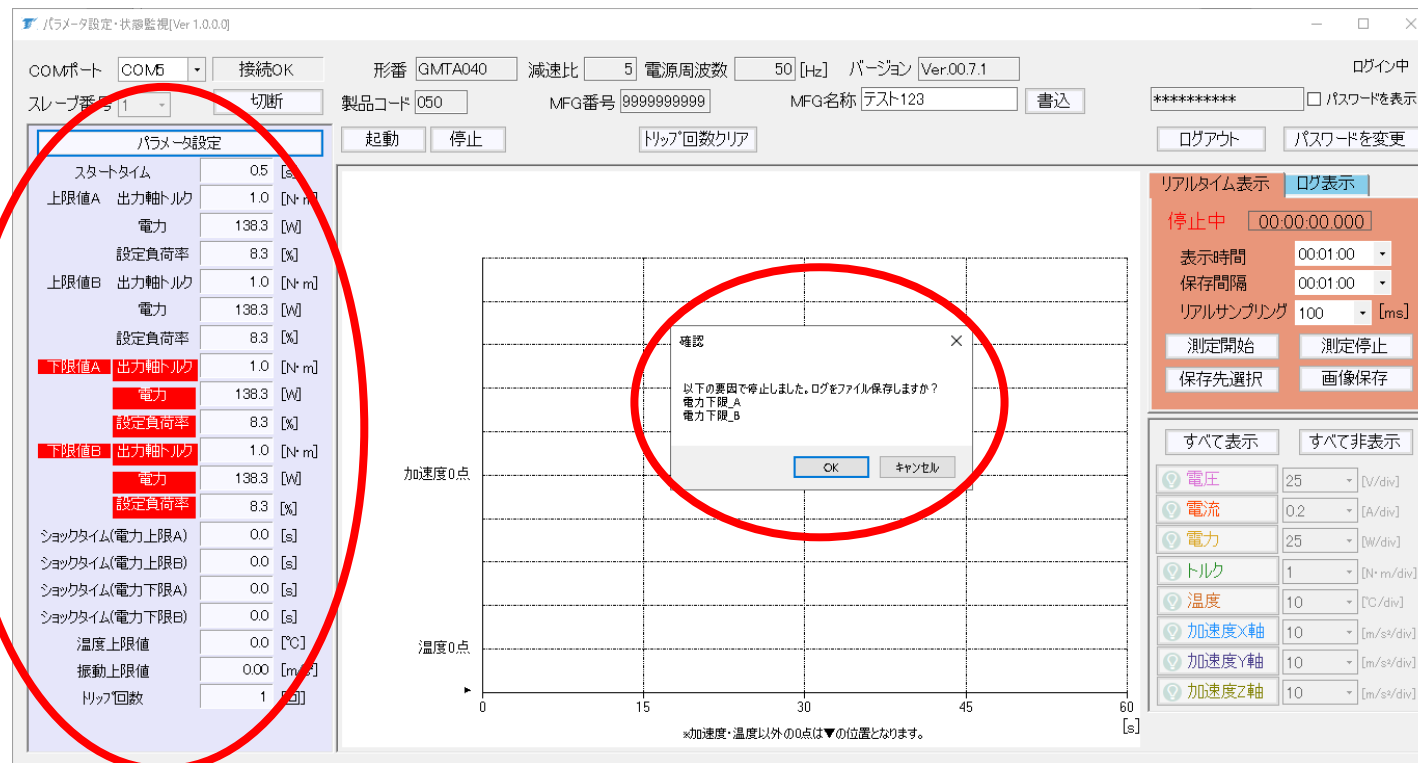 パラメータ設定・状態監視[Ver 1.0.0.0]
COMポート COM5 接続OK 形番 GMTA040 減速比 5 電源周波数 50 [Hz] バージョン Ver.00.7.1 ログイン中
スレーブ番号 1 切断 製品コード 050 MFG番号 9999999999 MFG名称 テスト123 書込 ********** パスワードを表示
パラメータ設定 起動 停止 トリップ回数クリア ログアウト パスワードを変更
スタートタイム 0.5 [s]
上限値A 出力軸トルク 1.0 [N・m]
電力 138.3 [W]
設定負荷率 8.3 [%]
上限値B 出力軸トルク 1.0 [N・m]
電力 138.3 [W]
設定負荷率 8.3 [%]
下限値A 出力軸トルク 1.0 [N・m]
電力 138.3 [W]
設定負荷率 8.3 [%]
下限値B 出力軸トルク 1.0 [N・m]
電力 138.3 [W]
設定負荷率 8.3 [%]
ショックタイム(電力上限A) 0.0 [s]
ショックタイム(電力上限B) 0.0 [s]
ショックタイム(電力下限A) 0.0 [s]
ショックタイム(電力下限B) 0.0 [s]
温度上限値 0.0 [℃]
振動上限値 0.00
トリップ回数 1 [回]
加速度0点
温度0点
0 15 30 45 60
[s]
※加速度・温度以外の0点は▼の位置となります。
確認
以下の要因で停止しました。ログをファイル保存しますか?
電力下限_A
電力下限_B
OK キャンセル
リアルタイム表示 ログ表示
停止中 00:00:00.000
表示時間 00:01:00
保存間隔 00:01:00
リアルサンプリング 100 [ms]
測定開始 測定停止
保存先選択 画像保存
すべて表示 すべて非表示
電圧 25 [V/div]
電流 0.2 [A/div]
電力 25 [W/div]
トルク 1 [N・m/div]
温度 10 [℃/div]
加速度X軸 10 [m/s²/div]
加速度Y軸 10 [m/s²/div]
加速度Z軸 10 [m/s²/div]